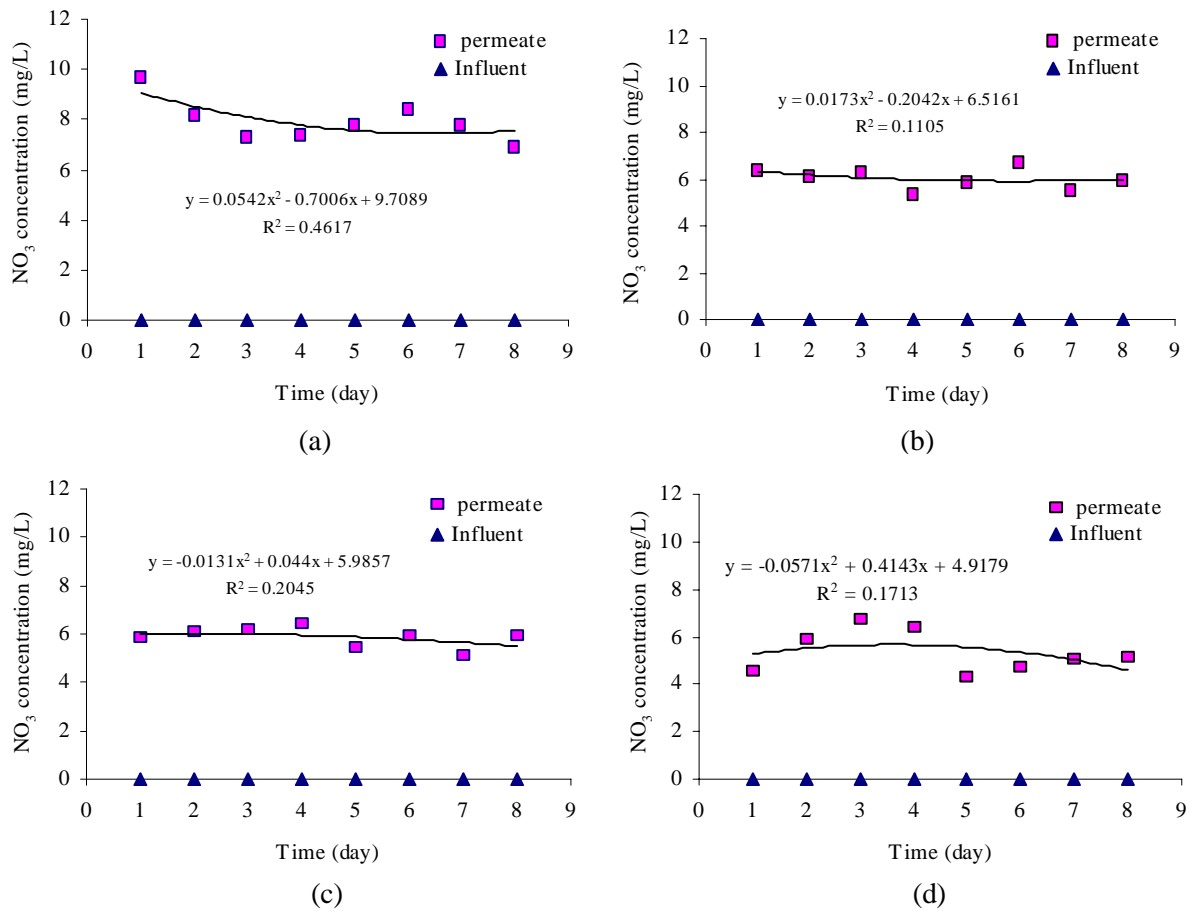 12
10
8
6
4
2
0
NO₃ concentration (mg/L)
permeate
Influent
y = 0.0542x² - 0.7006x + 9.7089
R² = 0.4617
0 1 2 3 4 5 6 7 8 9
Time (day)
(a)
12
10
8
6
4
2
0
NO₃ concentration (mg/L)
permeate
Influent
y = 0.0173x² - 0.2042x + 6.5161
R² = 0.1105
0 1 2 3 4 5 6 7 8 9
Time (day)
(b)
12
10
8
6
4
2
0
NO₃ concentration (mg/L)
permeate
Influent
y = -0.0131x² + 0.044x + 5.9857
R² = 0.2045
0 1 2 3 4 5 6 7 8 9
Time (day)
(c)
12
10
8
6
4
2
0
NO₃ concentration (mg/L)
permeate
Influent
y = -0.0571x² + 0.4143x + 4.9179
R² = 0.1713
0 1 2 3 4 5 6 7 8 9
Time (day)
(d)